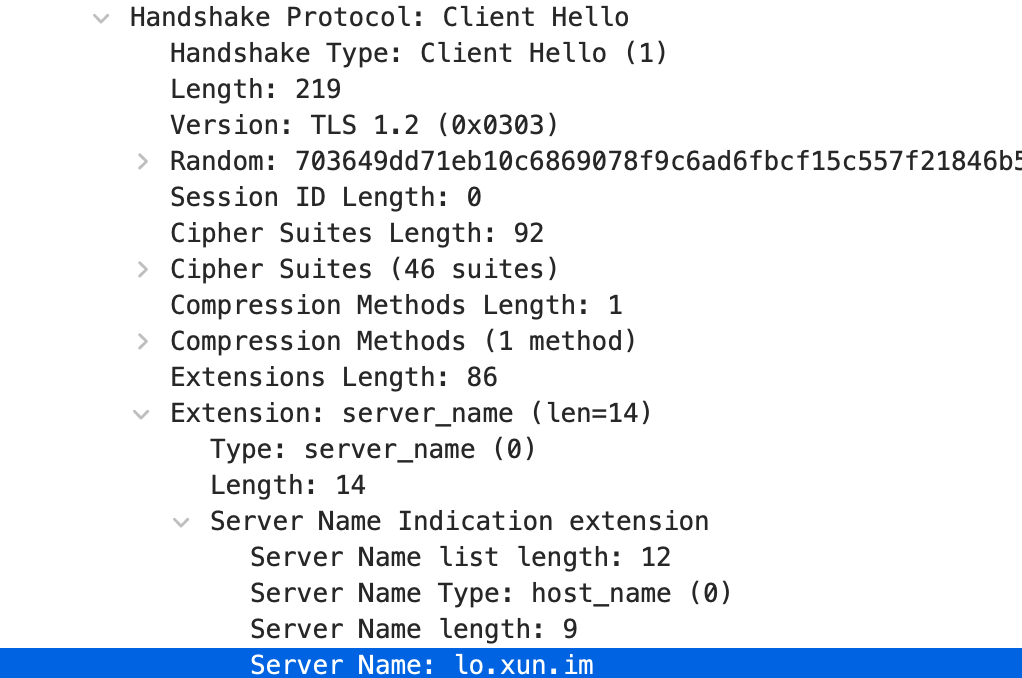 Handshake Protocol: Client Hello
Handshake Type: Client Hello (1)
Length: 219
Version: TLS 1.2 (0x0303)
Random: 703649dd71eb10c6869078f9c6ad6fbcf15c557f21846b5
Session ID Length: 0
Cipher Suites Length: 92
Cipher Suites (46 suites)
Compression Methods Length: 1
Compression Methods (1 method)
Extensions Length: 86
Extension: server_name (len=14)
Type: server_name (0)
Length: 14
Server Name Indication extension
Server Name list length: 12
Server Name Type: host_name (0)
Server Name length: 9
Server Name: lo.xun.im